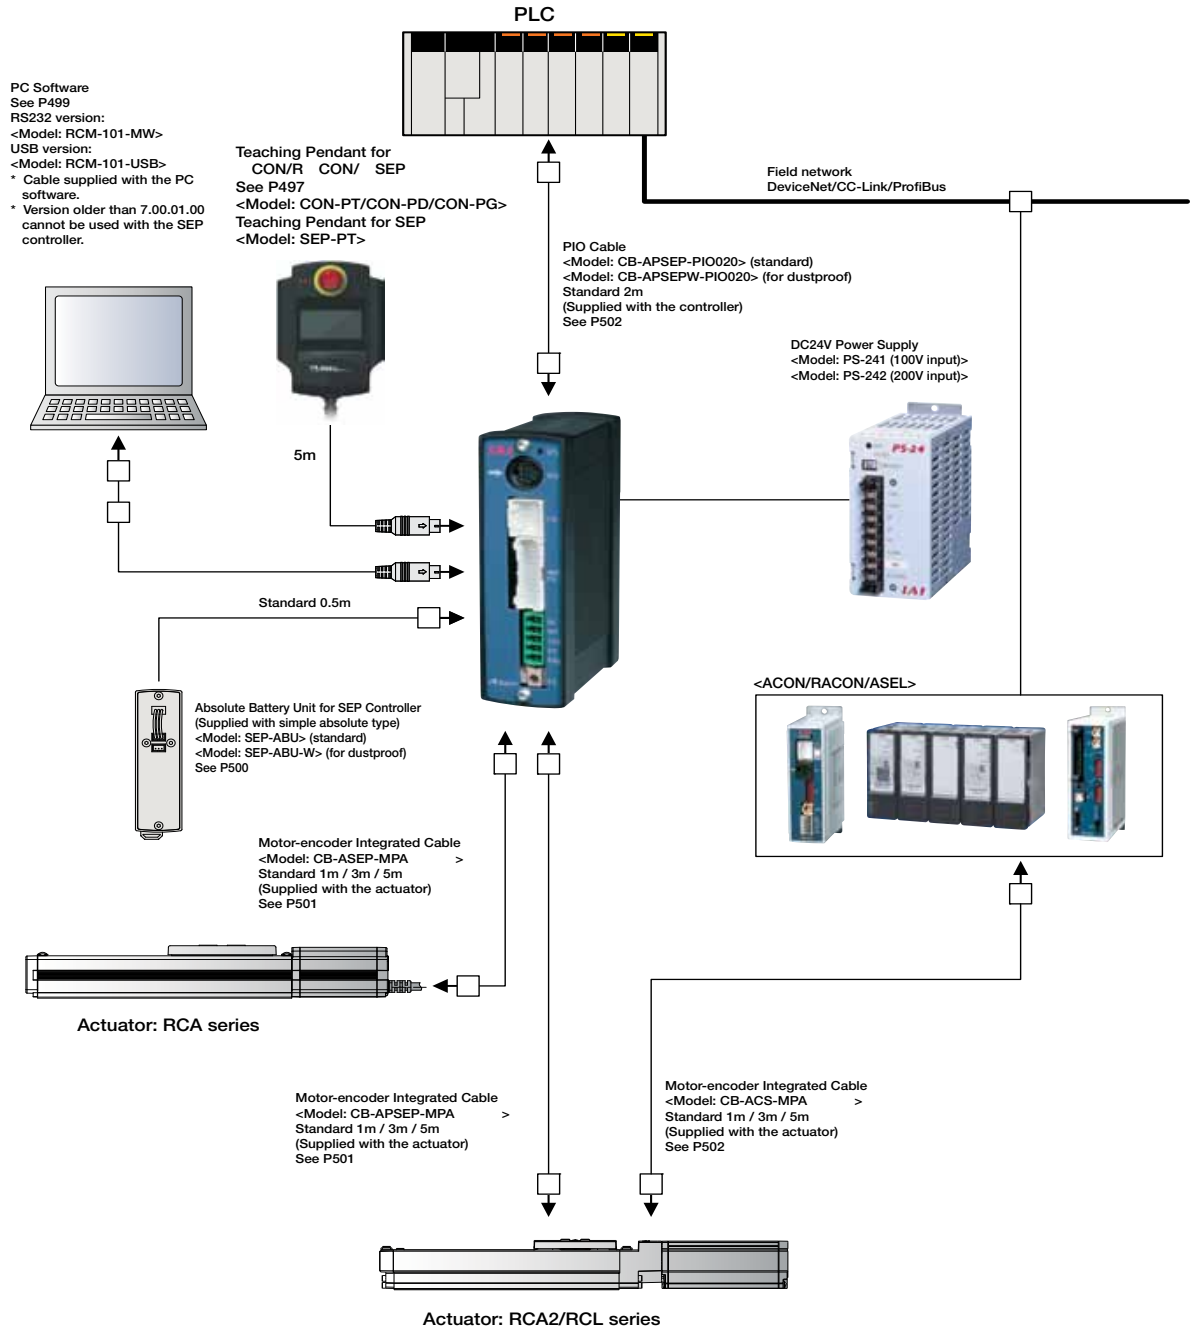 PLC
PC Software
See P499
RS232 version:
<Model: RCM-101-MW>
USB version:
<Model: RCM-101-USB>
* Cable supplied with the PC
software.
* Version older than 7.00.01.00
cannot be used with the SEP
controller.
Teaching Pendant for
CON/R CON/ SEP
See P497
<Model: CON-PT/CON-PD/CON-PG>
Teaching Pendant for SEP
<Model: SEP-PT>
Field network
DeviceNet/CC-Link/ProfiBus
PIO Cable
<Model: CB-APSEP-PIO020> (standard)
<Model: CB-APSEPW-PIO020> (for dustproof)
Standard 2m
(Supplied with the controller)
See P502
DC24V Power Supply
<Model: PS-241 (100V input)>
<Model: PS-242 (200V input)>
5m
PS-24
IAI
Standard 0.5m
Absolute Battery Unit for SEP Controller
(Supplied with simple absolute type)
<Model: SEP-ABU> (standard)
<Model: SEP-ABU-W> (for dustproof)
See P500
<ACON/RACON/ASEL>
Motor-encoder Integrated Cable
<Model: CB-ASEP-MPA >
Standard 1m / 3m / 5m
(Supplied with the actuator)
See P501
Actuator: RCA series
Motor-encoder Integrated Cable
<Model: CB-APSEP-MPA >
Standard 1m / 3m / 5m
(Supplied with the actuator)
See P501
Motor-encoder Integrated Cable
<Model: CB-ACS-MPA >
Standard 1m / 3m / 5m
(Supplied with the actuator)
See P502
Actuator: RCA2/RCL series